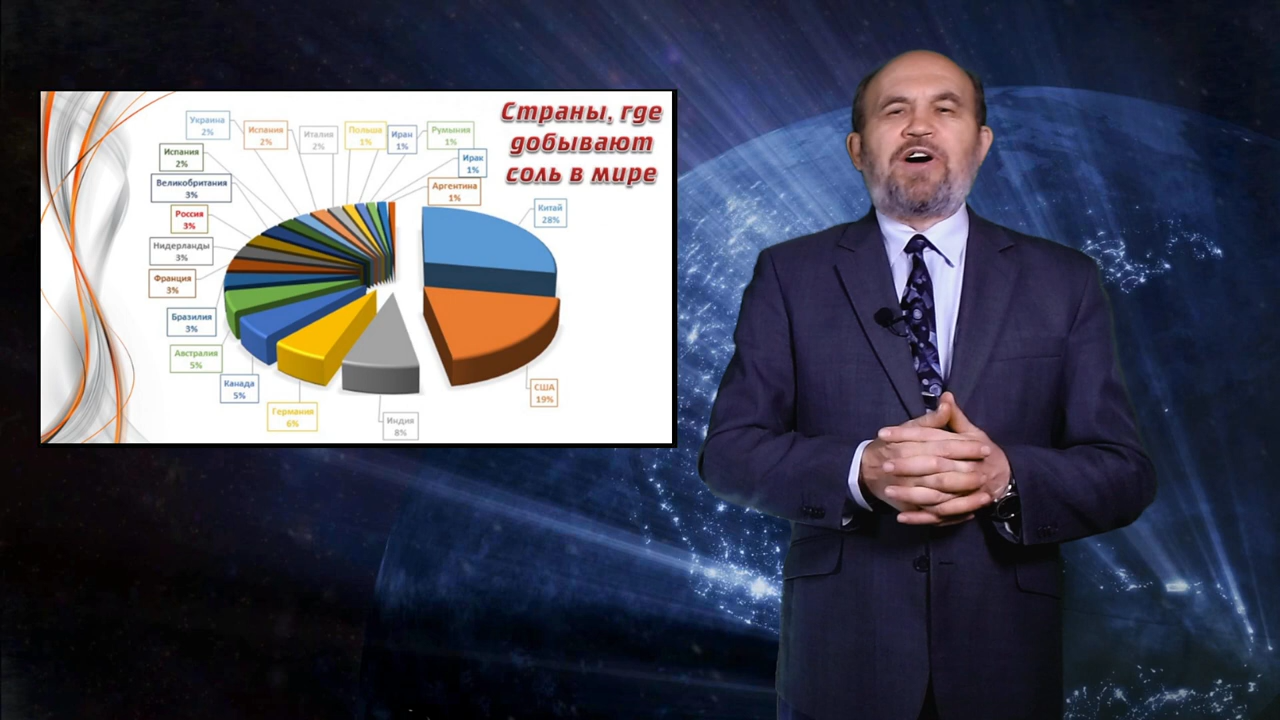 Страны, где
добывают
соль в мире
Украина
2%
Испания
2%
Италия
2%
Польша
1%
Иран
1%
Румыния
1%
Испания
2%
Ирак
1%
Великобритания
3%
Аргентина
1%
Россия
3%
Китай
28%
Нидерланды
3%
Франция
3%
Бразилия
3%
Австралия
5%
Канада
5%
США
19%
Германия
6%
Индия
8%